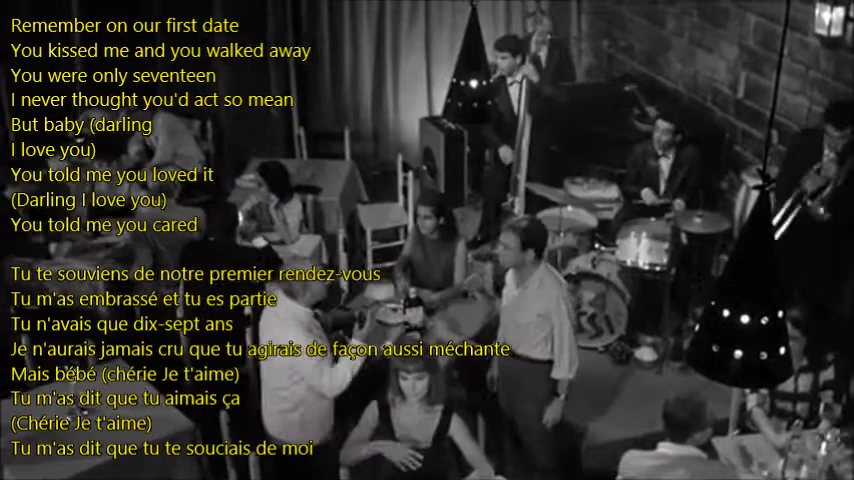 Remember on our first date
You kissed me and you walked away
You were only seventeen
I never thought you'd act so mean
But baby (darling
I love you)
You told me you loved it
(Darling I love you)
You told me you cared
Tu te souviens de notre premier rendez-vous
Tu m'as embrassé et tu es partie
Tu n'avais que dix-sept ans
Je n'aurais jamais cru que tu agirais de façon aussi méchante
Mais bébé (chérie Je t'aime)
Tu m'as dit que tu aimais ça
(Chérie Je t'aime)
Tu m'as dit que tu te souciais de moi